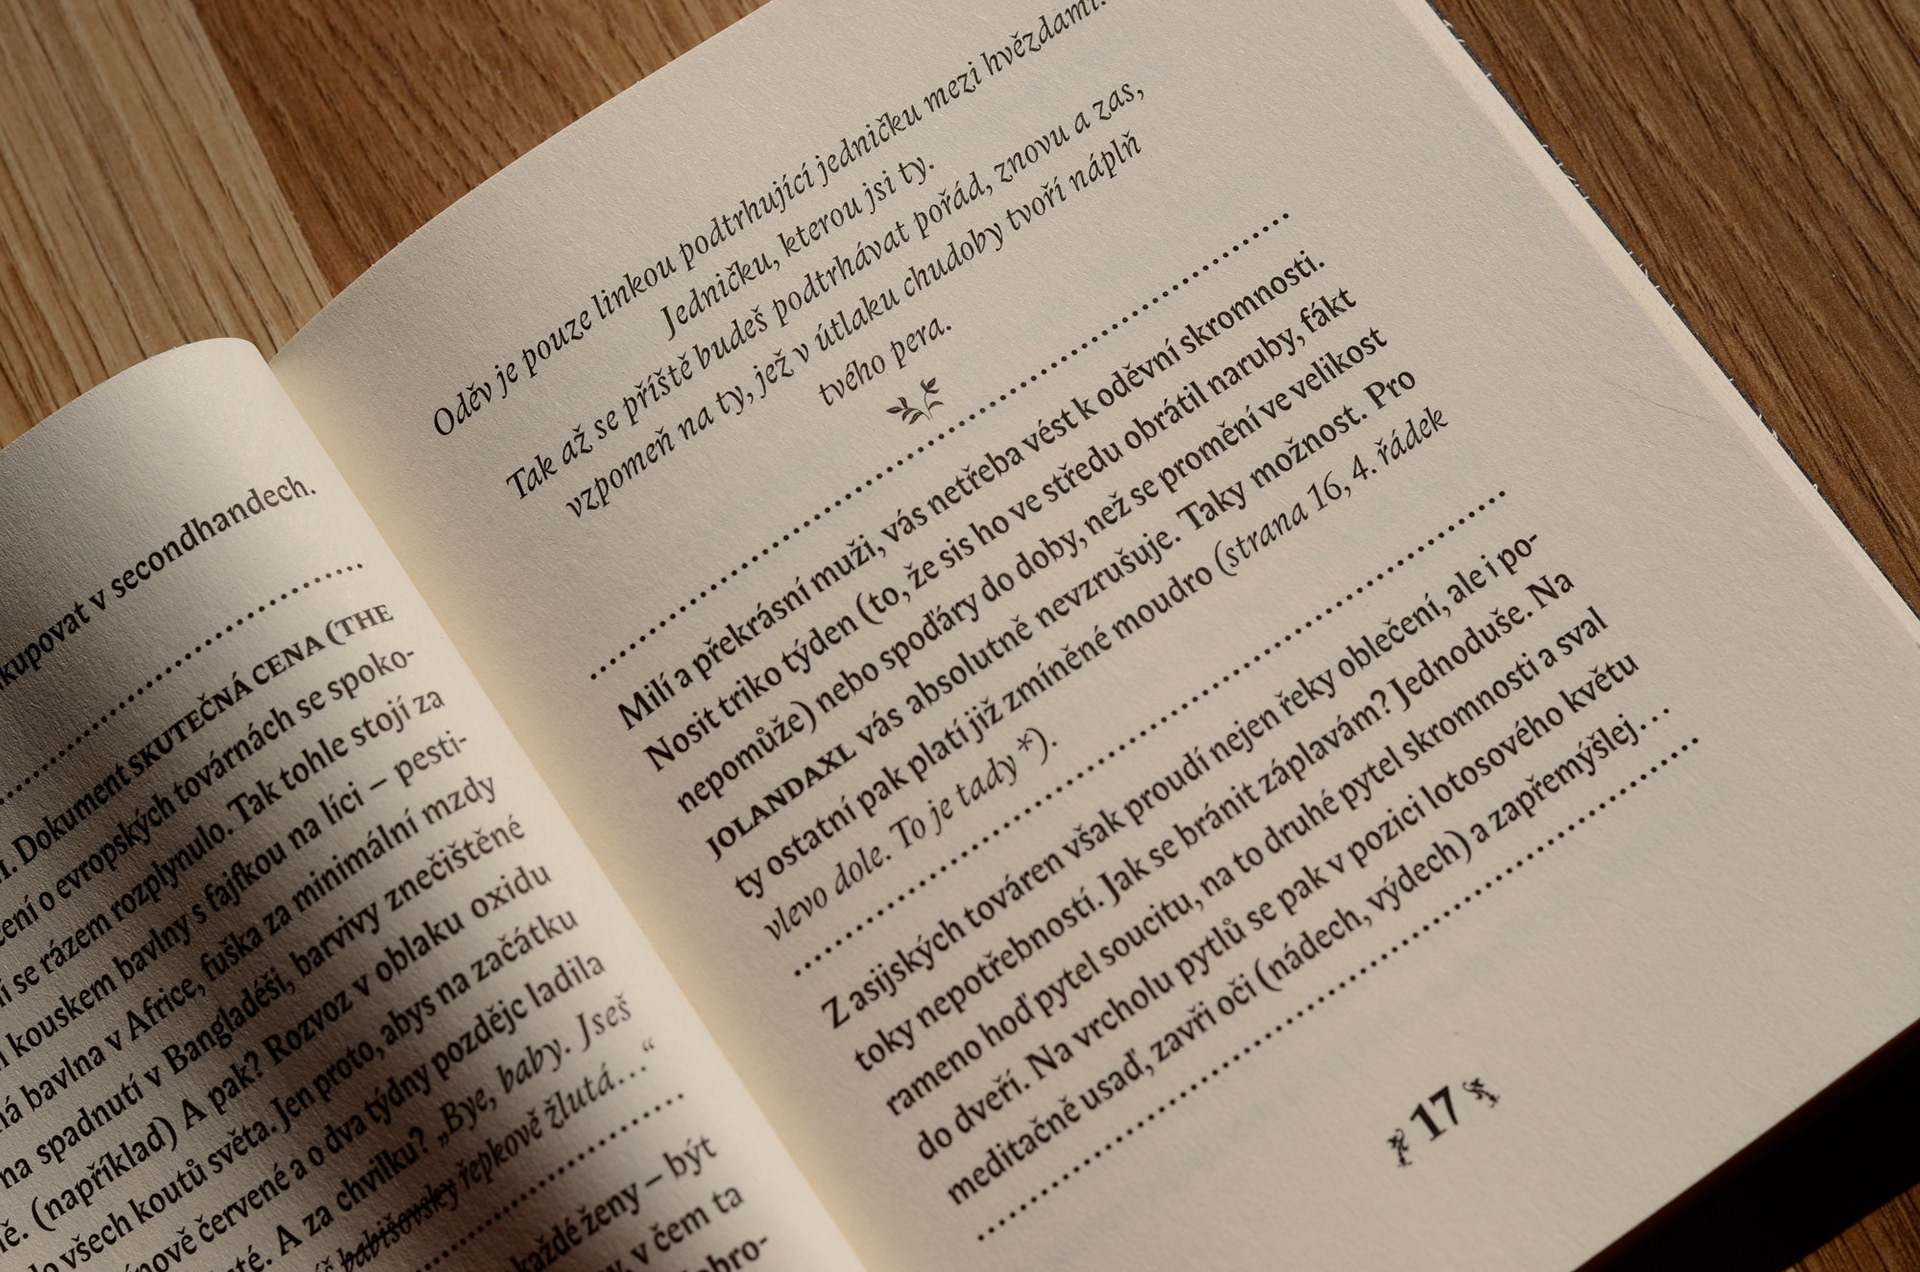 kupovat v secondhandech.
Dokument SKUTEČNÁ CENA (THE
o evropských továrnách se spoko-
se rázem rozplynulo. Tak tohle stojí za
kouskem bavlny s fajfkou na líci – pesti-
bavlna v Africe, fuška za minimální mzdy
na spadnutí v Bangladéši, barvivy znečištěné
(například) A pak? Rozvoz v oblaku oxidu
do všech koutů světa. Jen proto, abys na začátku
červené a o dva týdny pozdějc ladila
A za chvilku? „Bye, baby. Jseš
babišovsky řepkově žlutá…“
každé ženy – být
v čem ta
Oděv je pouze linkou podtrhující jedničku mezi hvězdami.
Jedničku, kterou jsi ty.
Tak až se příště budeš podtrhávat pořád, znovu a zas,
vzpomeň na ty, jež v útlaku chudoby tvoří náplň
tvého pera.
Milí a překrásní muži, vás netřeba vést k oděvní skromnosti.
Nosit triko týden (to, že sis ho ve středu obrátil naruby, fákt
nepomůže) nebo spoďáry do doby, než se promění ve velikost
JOLANDAXL vás absolutně nevzrušuje. Taky možnost. Pro
ty ostatní pak platí již zmíněné moudro (strana 16, 4. řádek
vlevo dole. To je tady *).
Z asijských továren však proudí nejen řeky oblečení, ale i po-
toky nepotřebností. Jak se bránit záplavám? Jednoduše. Na
rameno hoď pytel soucitu, na to druhé pytel skromnosti a sval
do dveří. Na vrcholu pytlů se pak v pozici lotosového květu
meditačně usaď, zavři oči (nádech, výdech) a zapřemýšlej…
17